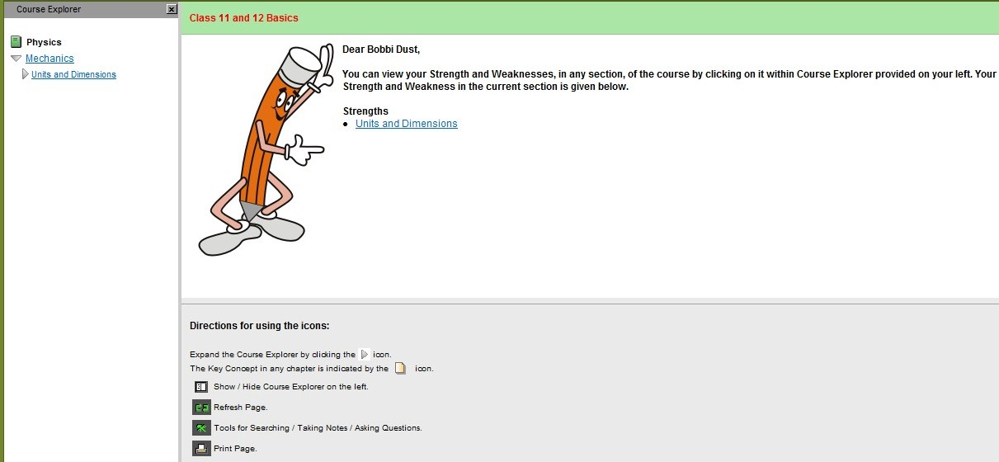 Course Explorer
Physics
Mechanics
Units and Dimensions
Class 11 and 12 Basics
Dear Bobbi Dust,
You can view your Strength and Weaknesses, in any section, of the course by clicking on it within Course Explorer provided on your left. Your
Strength and Weakness in the current section is given below.
Strengths
• Units and Dimensions
Directions for using the icons:
Expand the Course Explorer by clicking the icon.
The Key Concept in any chapter is indicated by the icon.
Show / Hide Course Explorer on the left.
Refresh Page.
Tools for Searching / Taking Notes / Asking Questions.
Print Page.